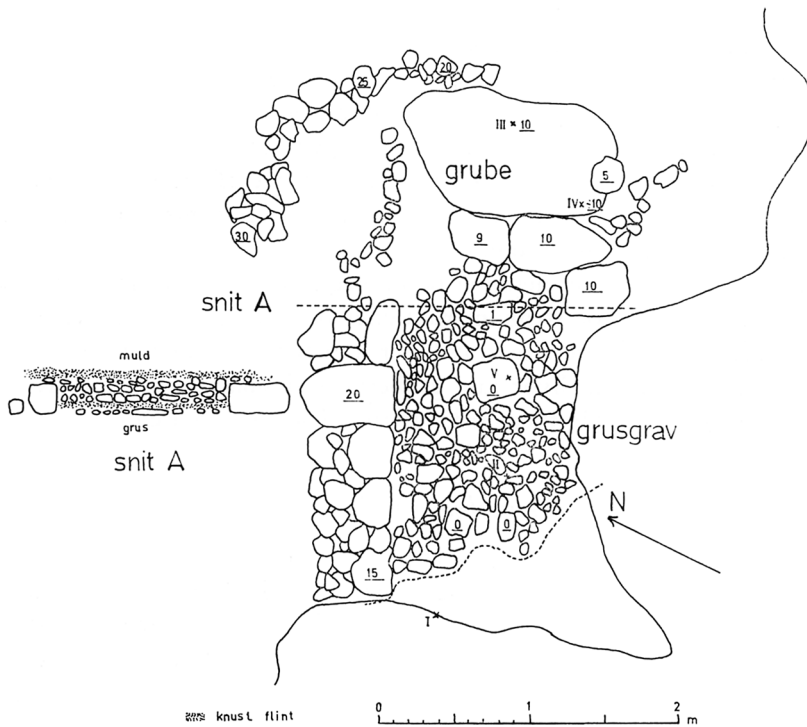 20
25
III × 10
grube
5
IV× ÷10
30
9
10
10
snit A
1
muld
V ×
0
20
grus
grusgrav
snit A
II
N
0
0
15
I ×
knust flint
0
1
2
m